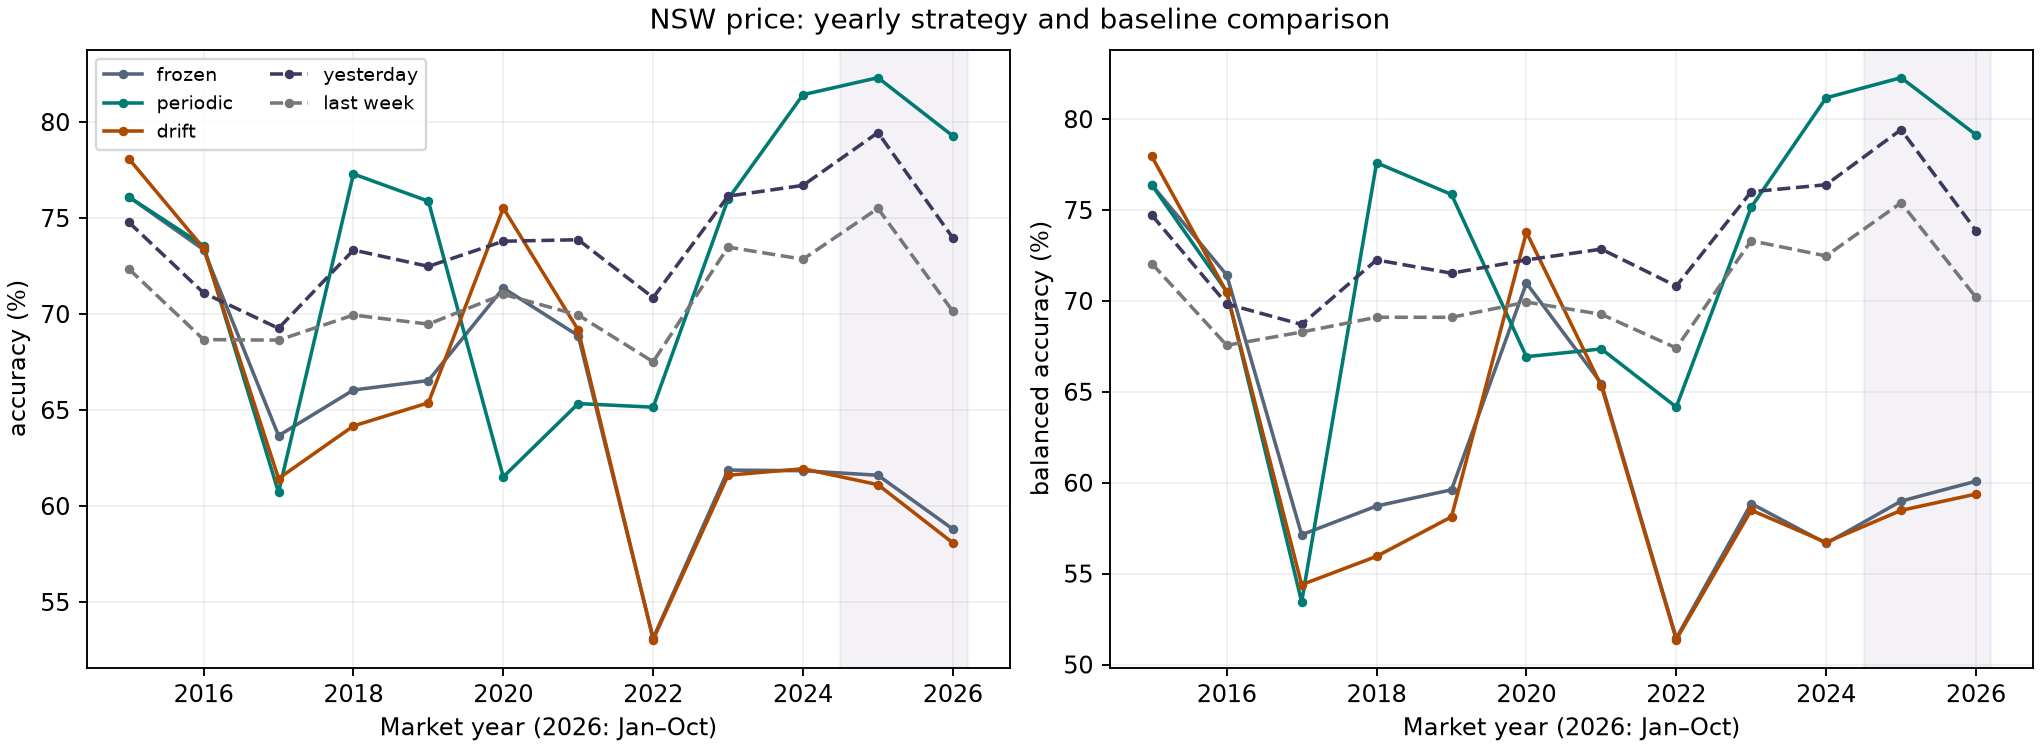 NSW price: yearly strategy and baseline comparison
frozen
periodic
drift
yesterday
last week
accuracy (%)
80
75
70
65
60
55
2016 2018 2020 2022 2024 2026
Market year (2026: Jan–Oct)
balanced accuracy (%)
80
75
70
65
60
55
50
2016 2018 2020 2022 2024 2026
Market year (2026: Jan–Oct)